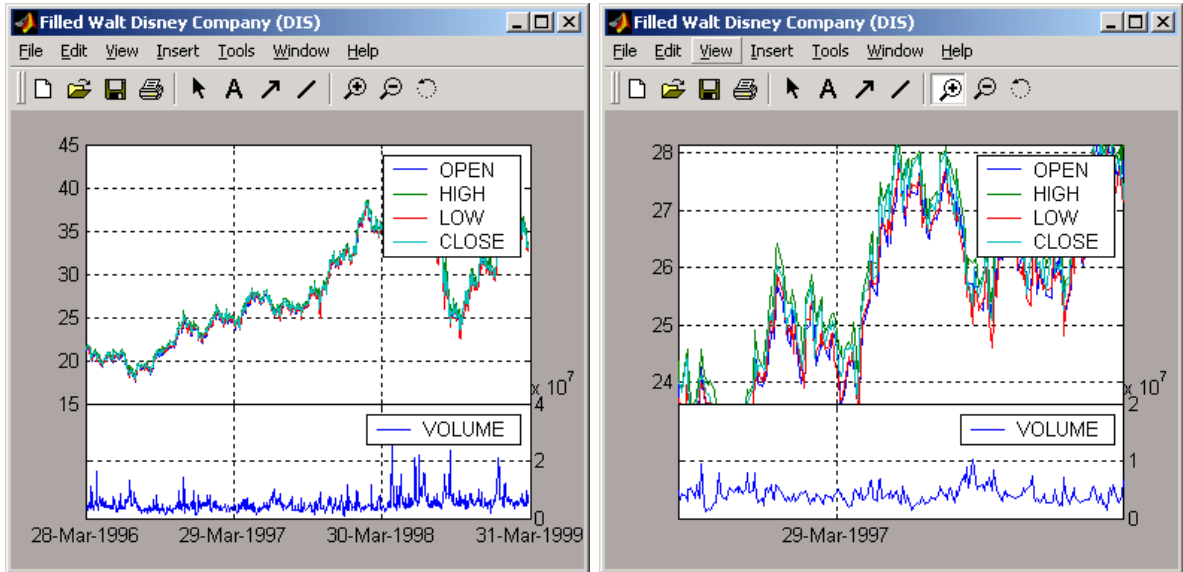 Filled Walt Disney Company (DIS)
File Edit View Insert Tools Window Help
A
45
40
35
30
25
20
15
OPEN
HIGH
LOW
CLOSE
x 10^7
4
2
0
VOLUME
28-Mar-1996 29-Mar-1997 30-Mar-1998 31-Mar-1999
Filled Walt Disney Company (DIS)
File Edit View Insert Tools Window Help
A
28
27
26
25
24
OPEN
HIGH
LOW
CLOSE
x 10^7
2
1
0
VOLUME
29-Mar-1997